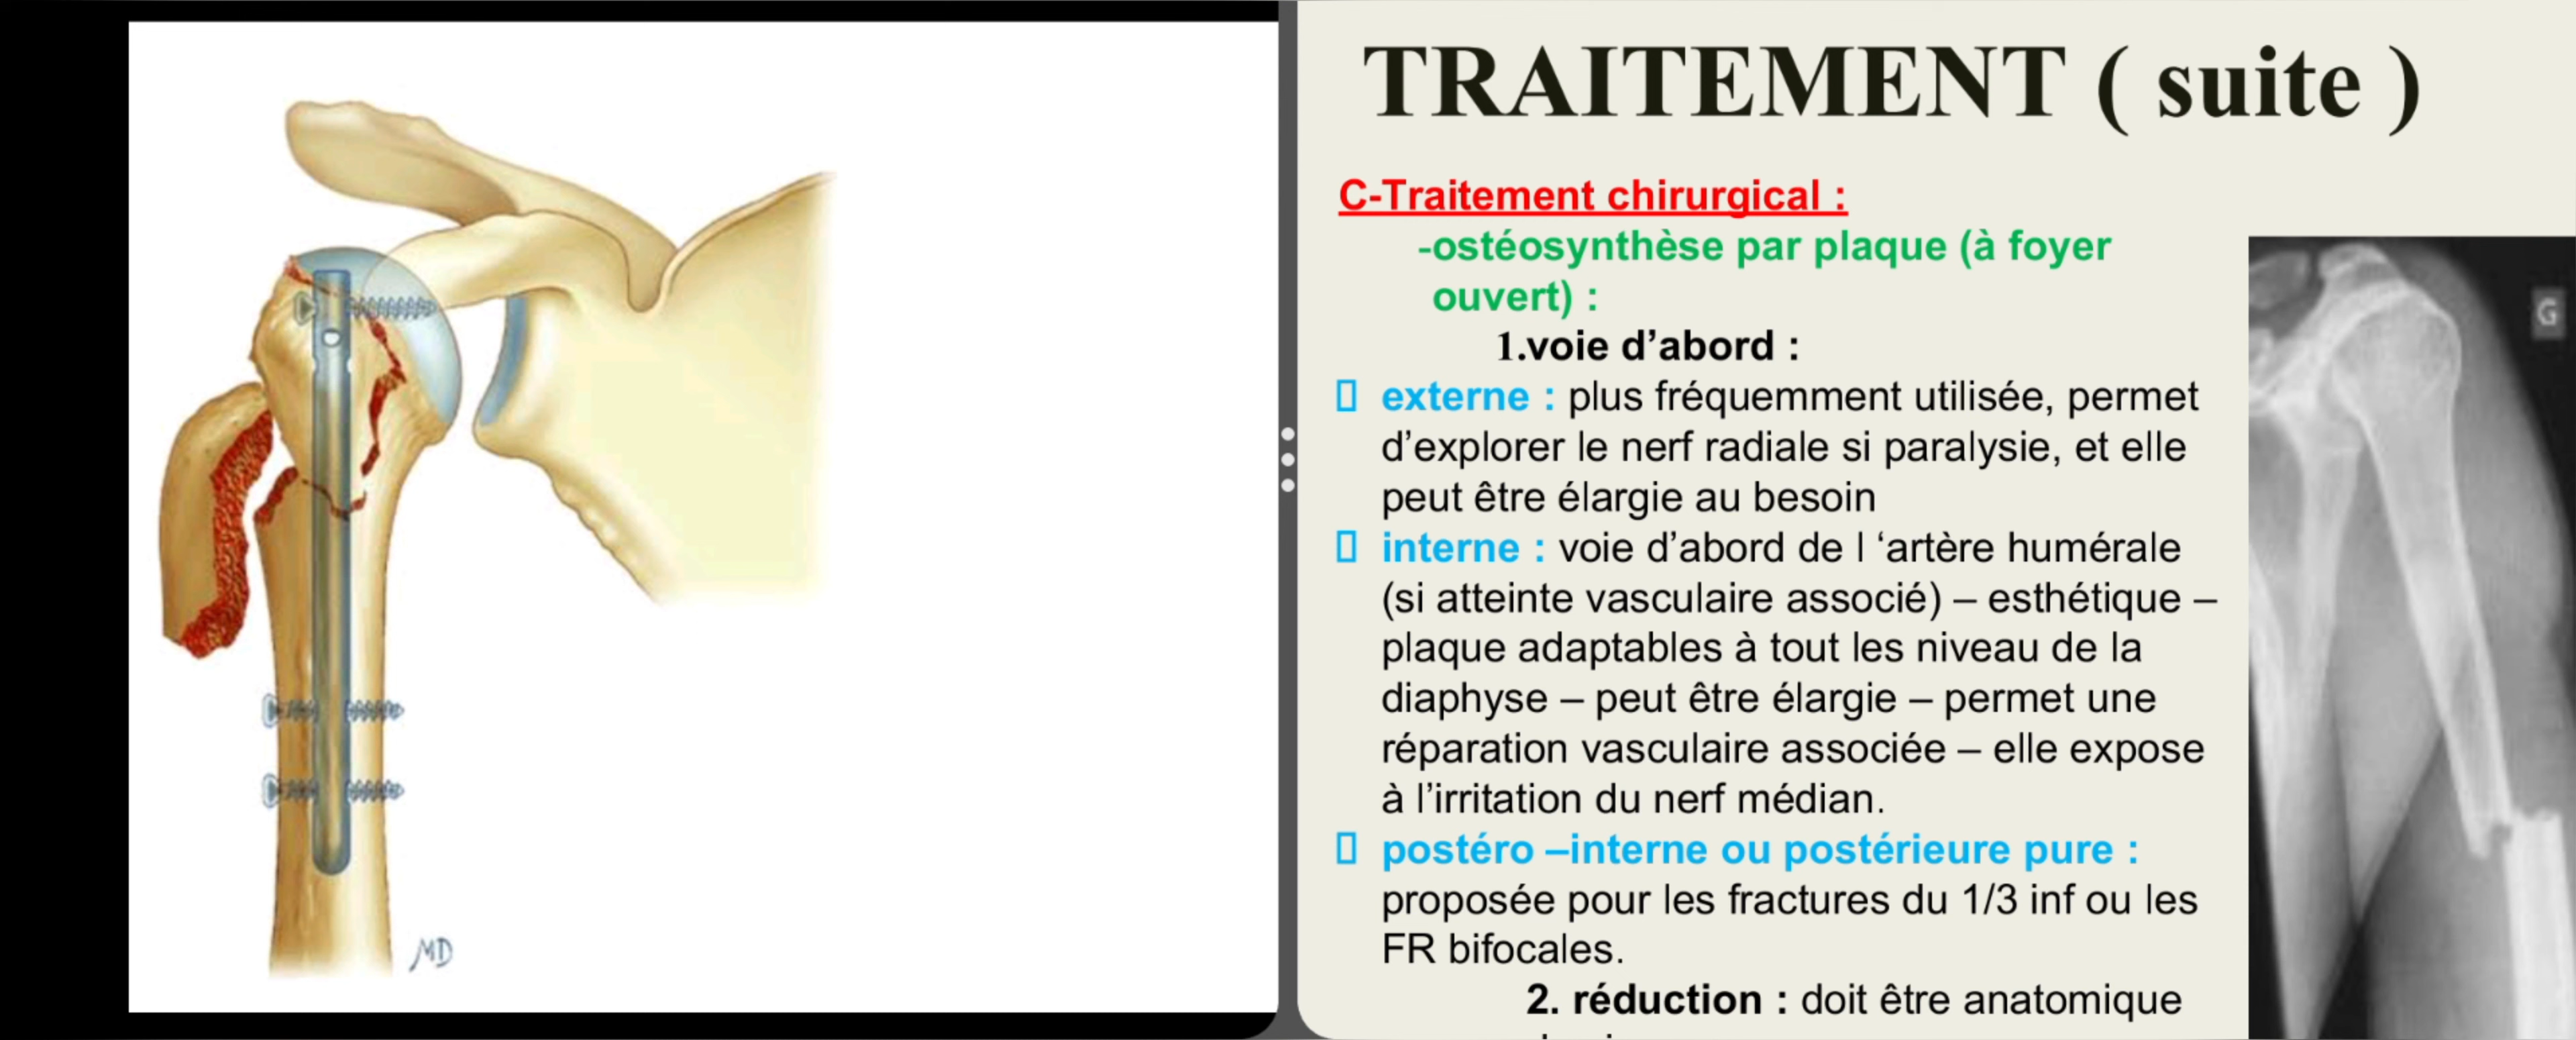 MD
TRAITEMENT ( suite )
C-Traitement chirurgical :
-ostéosynthèse par plaque (à foyer
ouvert) :
1.voie d’abord :
externe : plus fréquemment utilisée, permet
d’explorer le nerf radiale si paralysie, et elle
peut être élargie au besoin
interne : voie d’abord de l ‘artère humérale
(si atteinte vasculaire associé) – esthétique –
plaque adaptables à tout les niveau de la
diaphyse – peut être élargie – permet une
réparation vasculaire associée – elle expose
à l’irritation du nerf médian.
postéro –interne ou postérieure pure :
proposée pour les fractures du 1/3 inf ou les
FR bifocales.
2. réduction : doit être anatomique
G